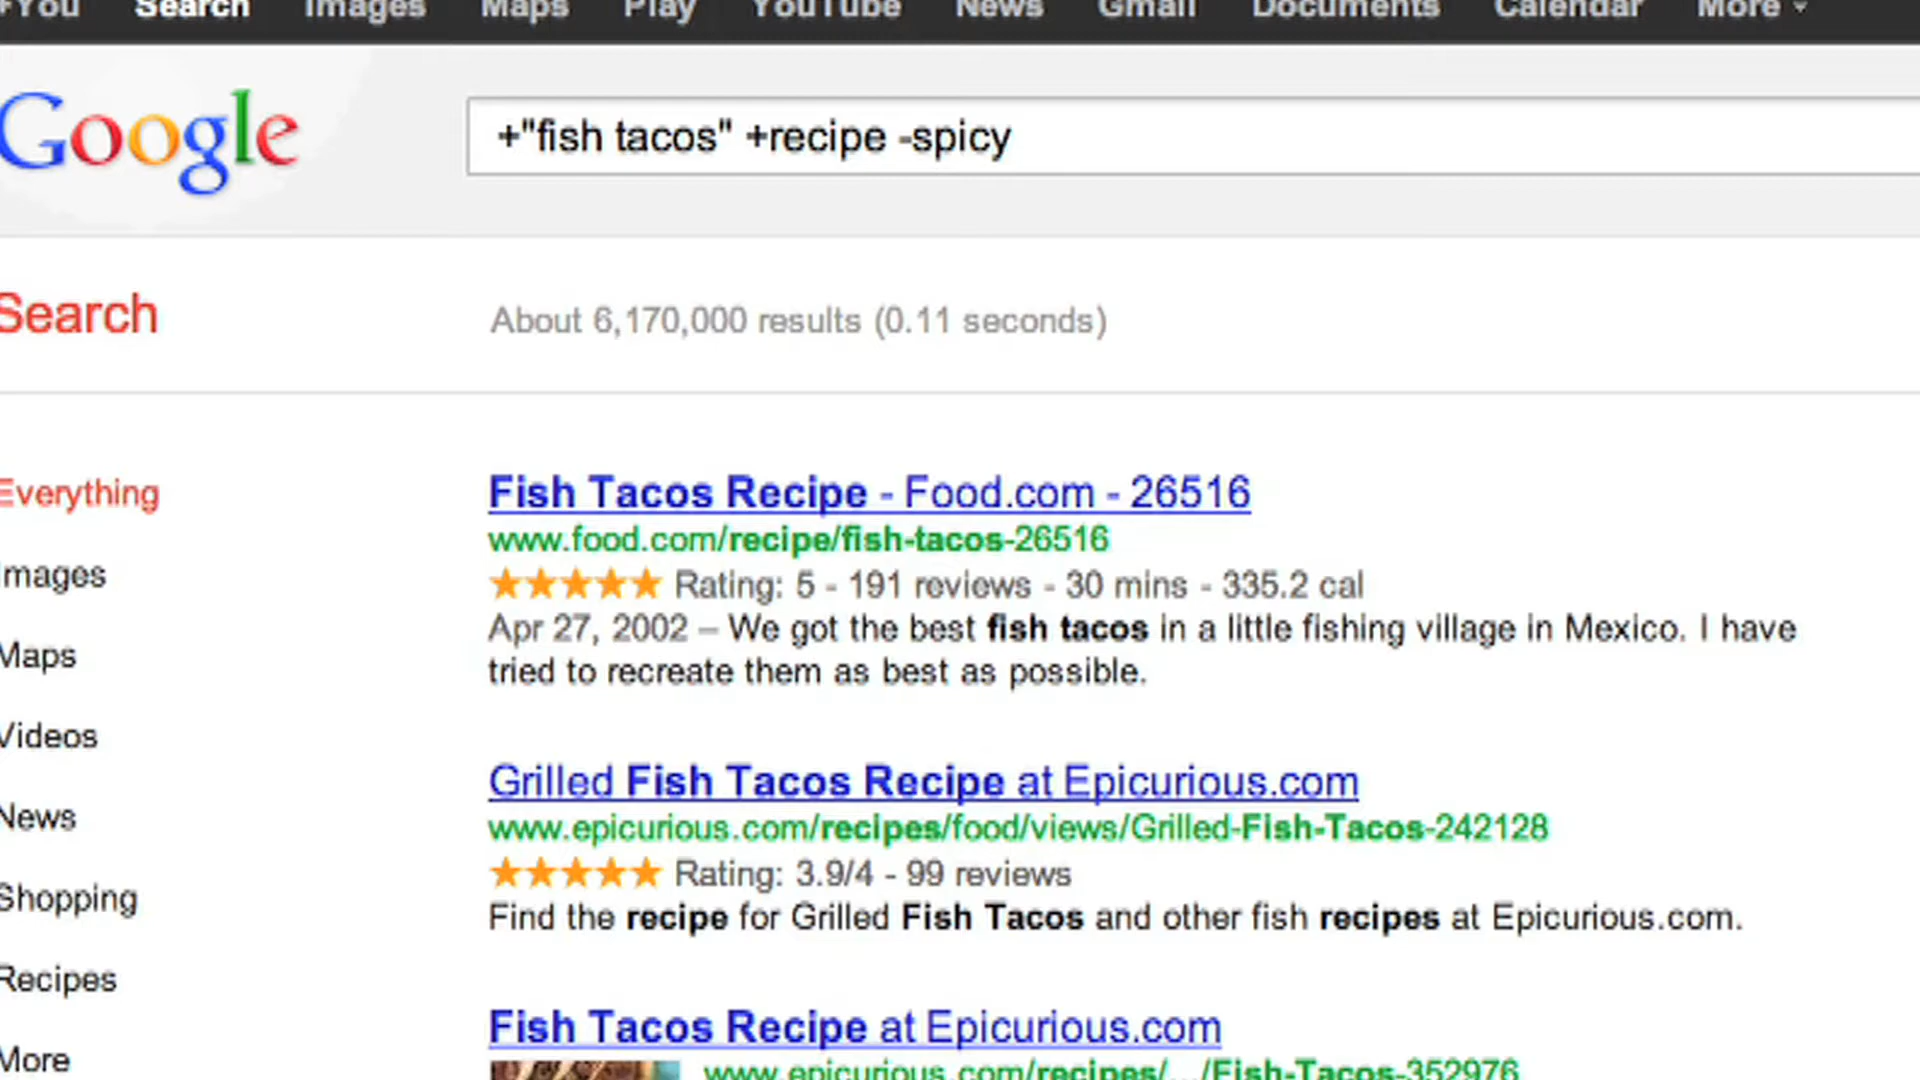 +You Search Images Maps Play YouTube News Gmail Documents Calendar More
Google
+"fish tacos" +recipe -spicy
Search
About 6,170,000 results (0.11 seconds)
Everything
Images
Maps
Videos
News
Shopping
Recipes
More
Fish Tacos Recipe - Food.com - 26516
www.food.com/recipe/fish-tacos-26516
Rating: 5 - 191 reviews - 30 mins - 335.2 cal
Apr 27, 2002 – We got the best fish tacos in a little fishing village in Mexico. I have
tried to recreate them as best as possible.
Grilled Fish Tacos Recipe at Epicurious.com
www.epicurious.com/recipes/food/views/Grilled-Fish-Tacos-242128
Rating: 3.9/4 - 99 reviews
Find the recipe for Grilled Fish Tacos and other fish recipes at Epicurious.com.
Fish Tacos Recipe at Epicurious.com
www.epicurious.com/recipes/.../Fish-Tacos-352976